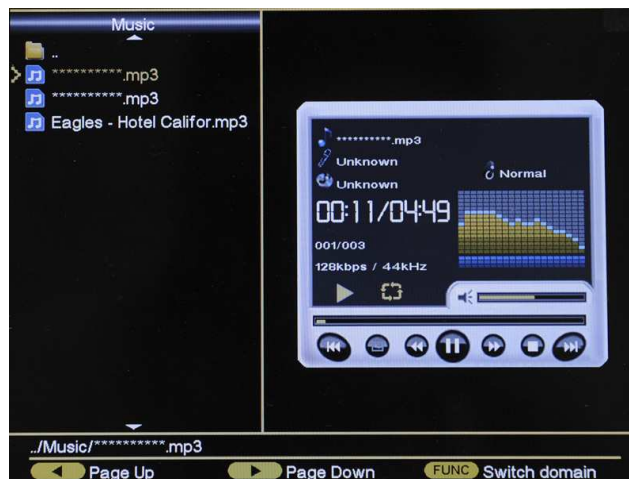 Music
..
**********.mp3
**********.mp3
Eagles - Hotel Califor.mp3
**********.mp3
Unknown
Unknown
Normal
00:11/04:49
001/003
128kbps / 44kHz
../Music/**********.mp3
Page Up
Page Down
FUNC Switch domain